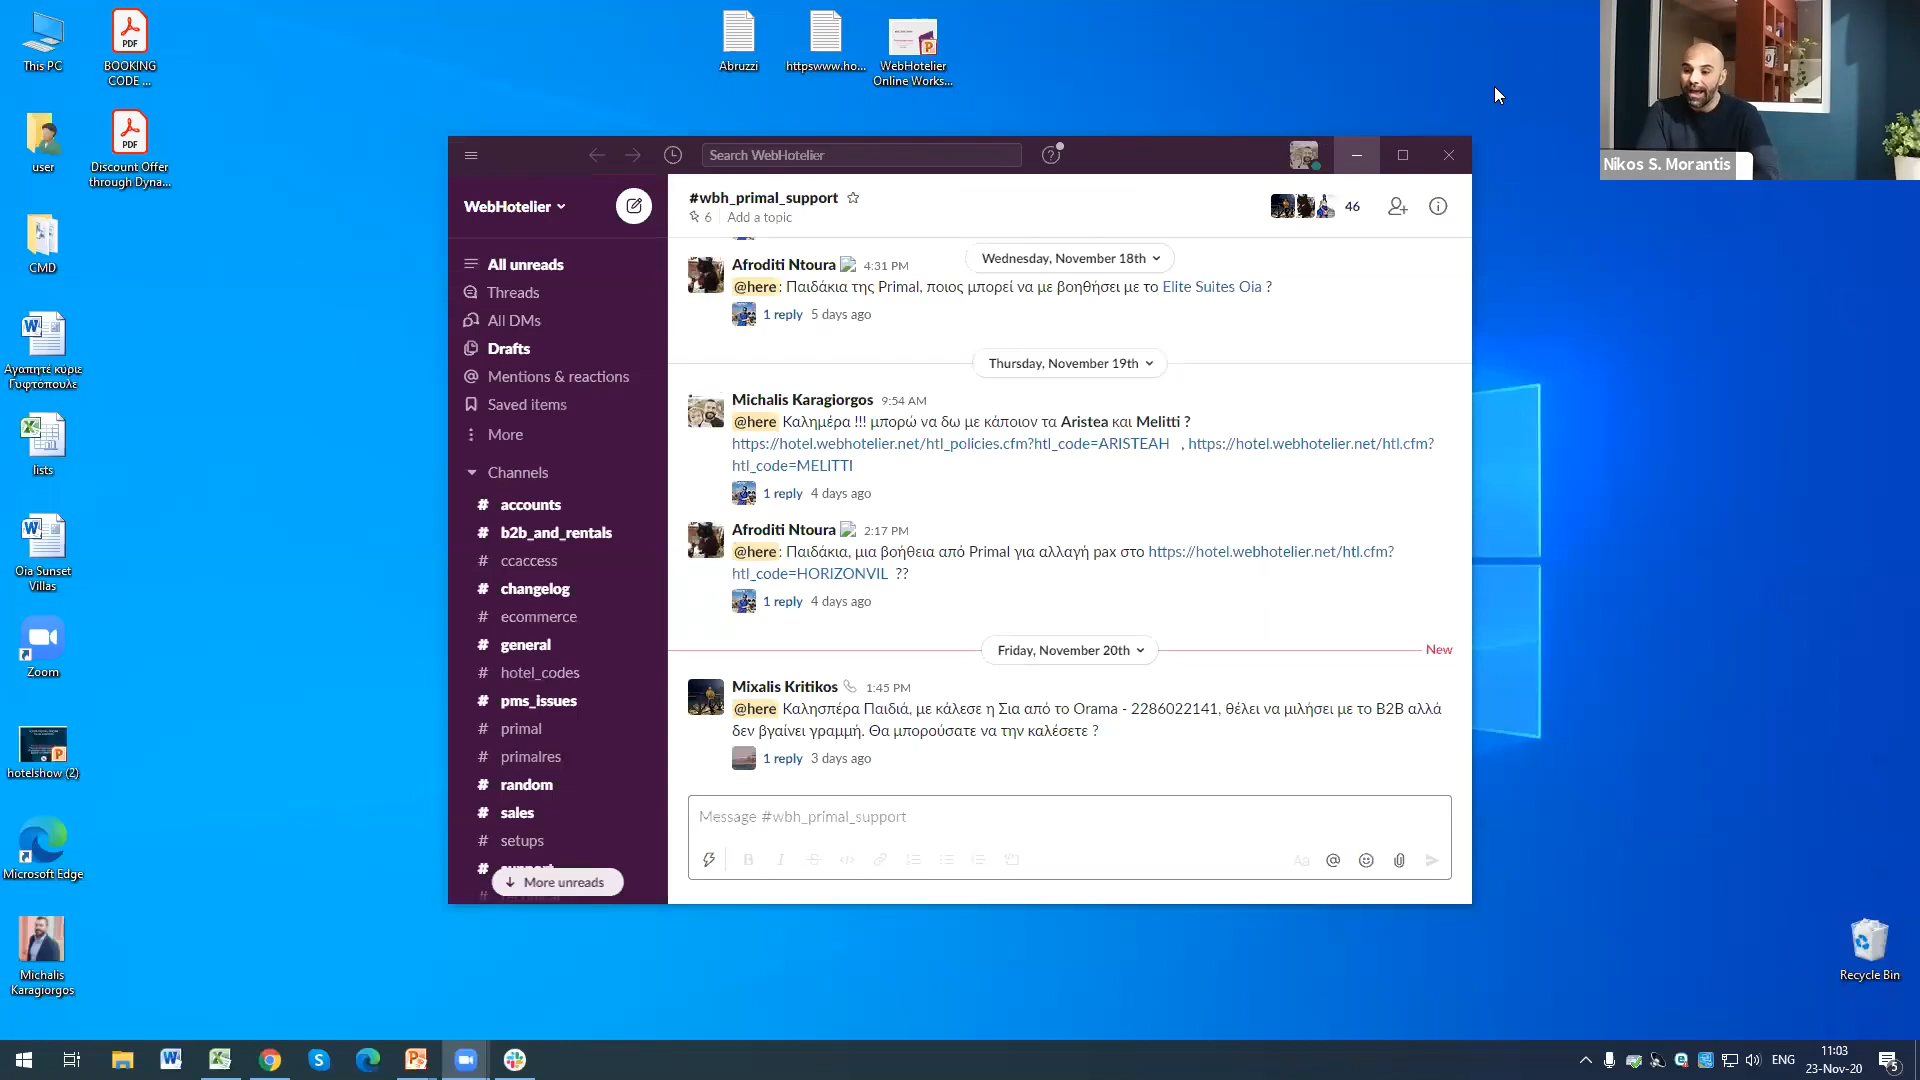 This PC
BOOKING
CODE ...
Abruzzi
httpswww.ho...
WebHotelier
Online Works...
Nikos S. Morantis
user
Discount Offer
through Dyna...
CMD
Αγαπητέ κύριε
Γυφτόπουλε
lists
Oia Sunset
Villas
Zoom
hotelshow (2)
Microsoft Edge
Michalis
Karagiorgos
Recycle Bin
Search WebHotelier
WebHotelier
All unreads
Threads
All DMs
Drafts
Mentions & reactions
Saved items
More
Channels
# accounts
# b2b_and_rentals
# ccaccess
# changelog
# ecommerce
# general
# hotel_codes
# pms_issues
# primal
# primalres
# random
# sales
# setups
# support
More unreads
#wbh_primal_support
6 Add a topic
46
Wednesday, November 18th
Afroditi Ntoura 4:31 PM
@here: Παιδάκια της Primal, ποιος μπορεί να με βοηθήσει με το Elite Suites Oia ?
1 reply 5 days ago
Thursday, November 19th
Michalis Karagiorgos 9:54 AM
@here Καλημέρα !!! μπορώ να δω με κάποιον τα Aristea και Melitti ?
https://hotel.webhotelier.net/htl_policies.cfm?htl_code=ARISTEAH , https://hotel.webhotelier.net/htl.cfm?
htl_code=MELITTI
1 reply 4 days ago
Afroditi Ntoura 2:17 PM
@here: Παιδάκια, μια βοήθεια από Primal για αλλαγή pax στο https://hotel.webhotelier.net/htl.cfm?
htl_code=HORIZONVIL ??
1 reply 4 days ago
Friday, November 20th
New
Mixalis Kritikos 1:45 PM
@here Καλησπέρα Παιδιά, με κάλεσε η Σια από το Orama - 2286022141, θέλει να μιλήσει με το B2B αλλά
δεν βγαίνει γραμμή. Θα μπορούσατε να την καλέσετε ?
1 reply 3 days ago
Message #wbh_primal_support
ENG
11:03
23-Nov-20
5